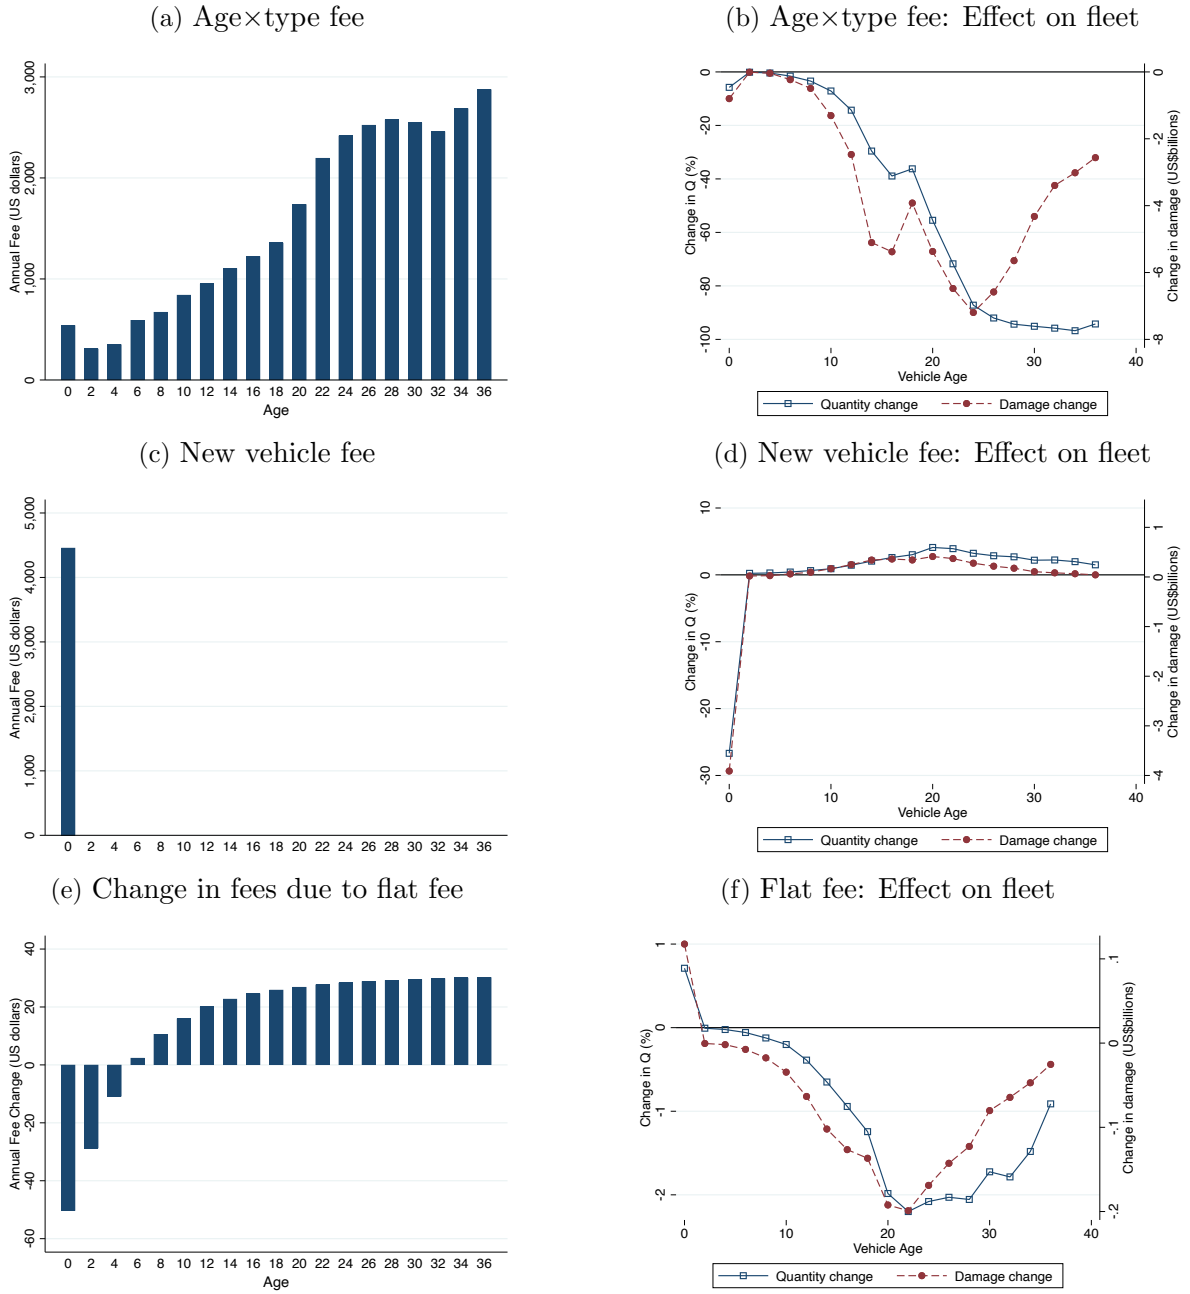 (a) Age×type fee
Annual Fee (US dollars)
3,000
2,000
1,000
0
0 2 4 6 8 10 12 14 16 18 20 22 24 26 28 30 32 34 36
Age
(b) Age×type fee: Effect on fleet
Change in Q (%)
0
-20
-40
-60
-80
-100
0
-2
-4
-6
-8
Change in damage (US$billions)
0 10 20 30 40
Vehicle Age
Quantity change Damage change
(c) New vehicle fee
Annual Fee (US dollars)
5,000
4,000
3,000
2,000
1,000
0
0 2 4 6 8 10 12 14 16 18 20 22 24 26 28 30 32 34 36
(d) New vehicle fee: Effect on fleet
Change in Q (%)
10
0
-10
-20
-30
1
0
-1
-2
-3
-4
Change in damage (US$billions)
0 10 20 30 40
Vehicle Age
Quantity change Damage change
(e) Change in fees due to flat fee
Annual Fee Change (US dollars)
40
20
0
-20
-40
-60
0 2 4 6 8 10 12 14 16 18 20 22 24 26 28 30 32 34 36
Age
(f) Flat fee: Effect on fleet
Change in Q (%)
1
0
-1
-2
.1
0
-.1
-.2
Change in damage (US$billions)
0 10 20 30 40
Vehicle Age
Quantity change Damage change